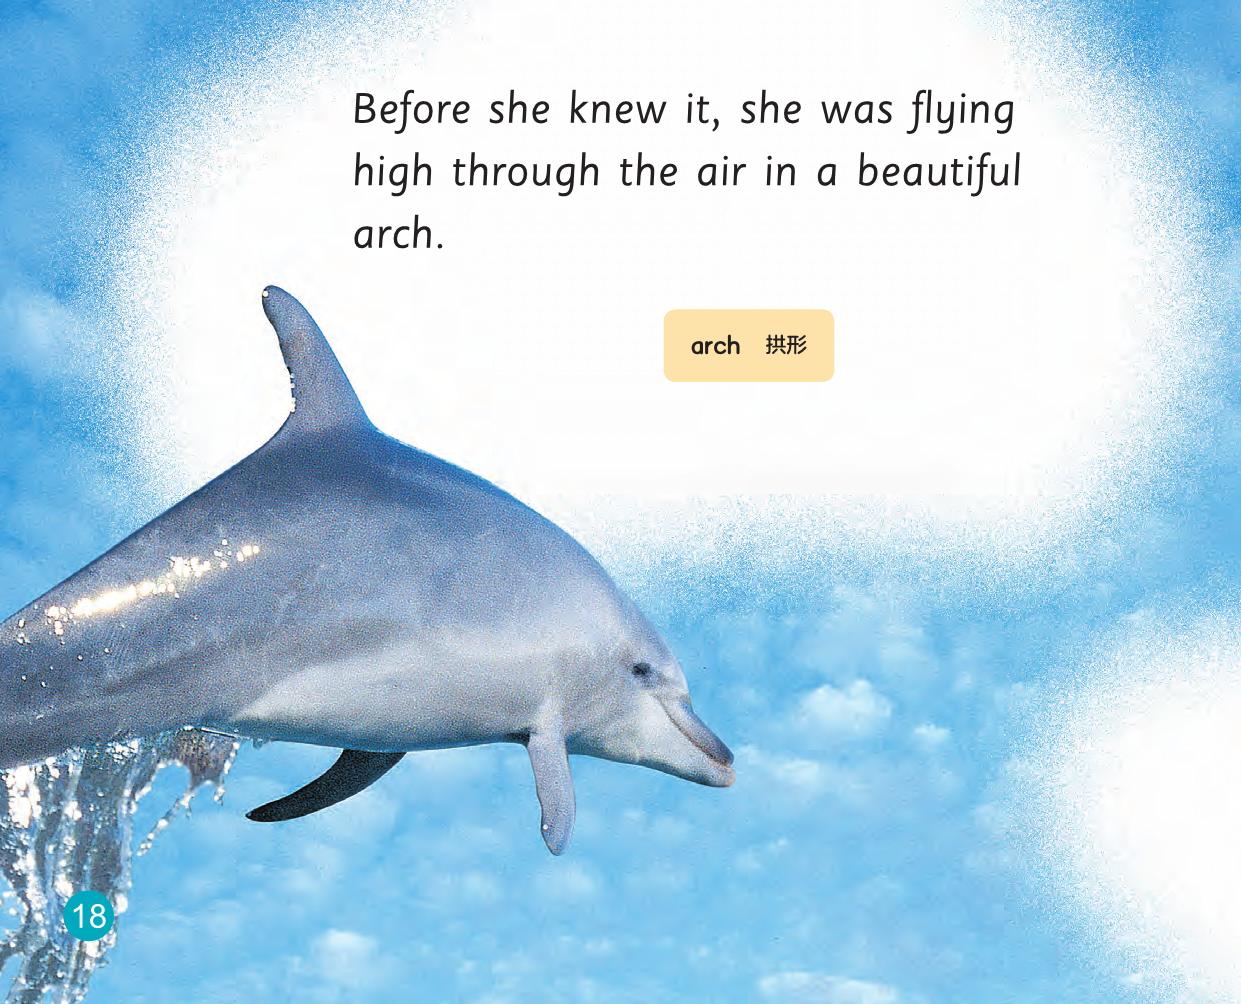 Before she knew it, she was flying
high through the air in a beautiful
arch.
arch 拱形
18